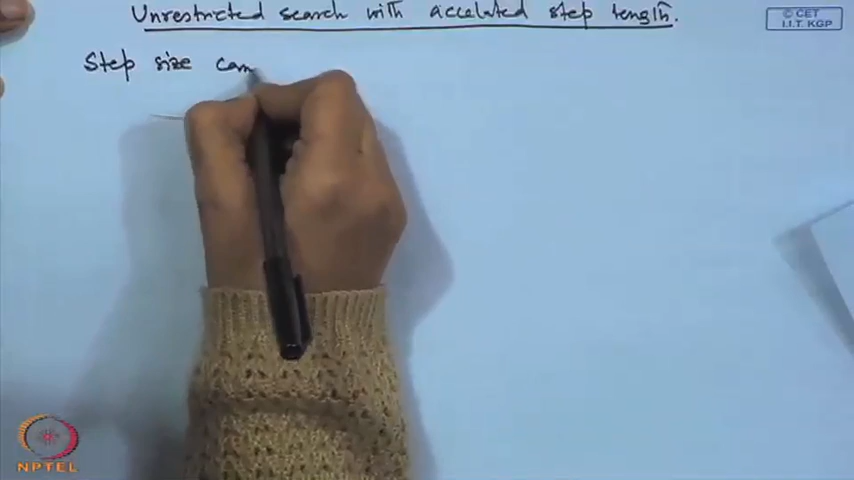 Unrestricted search with accelated step length.
© CET
I.I.T. KGP
Step size can
NPTEL